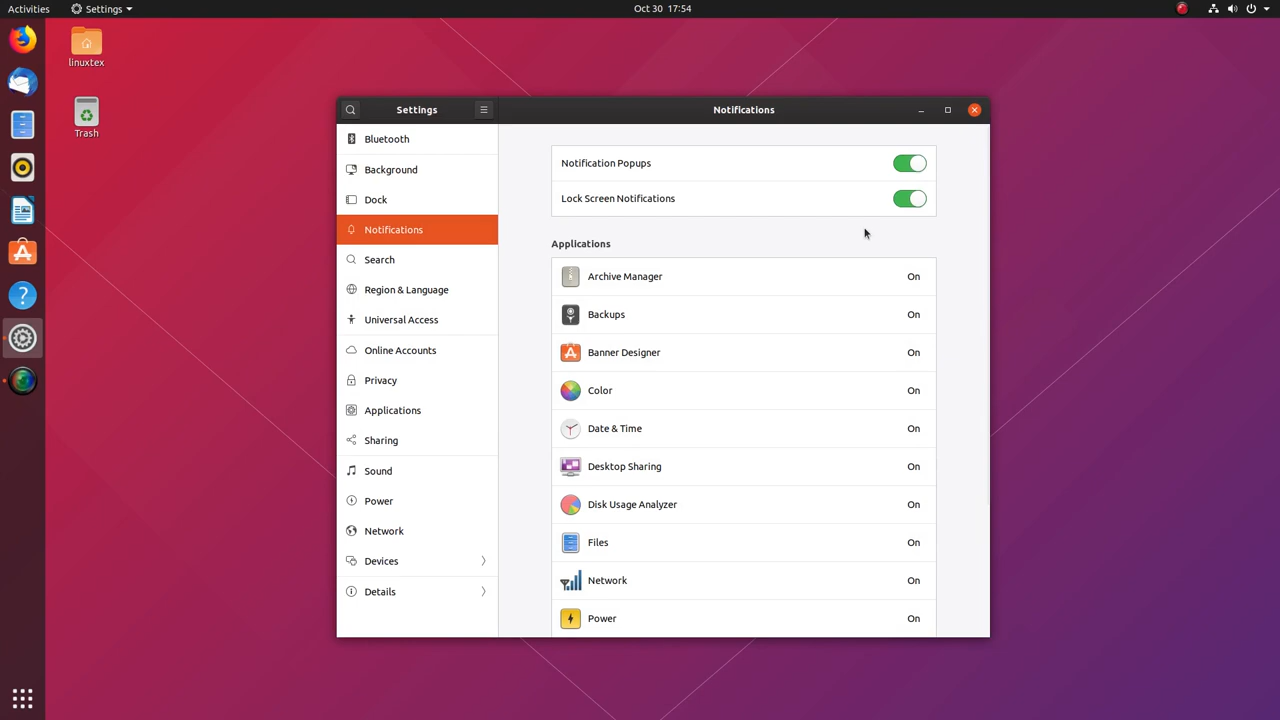 Activities
Settings
Oct 30 17:54
linuxtex
Trash
Settings
Notifications
Bluetooth
Background
Dock
Notifications
Search
Region & Language
Universal Access
Online Accounts
Privacy
Applications
Sharing
Sound
Power
Network
Devices
Details
Notification Popups
Lock Screen Notifications
Applications
Archive Manager On
Backups On
Banner Designer On
Color On
Date & Time On
Desktop Sharing On
Disk Usage Analyzer On
Files On
Network On
Power On